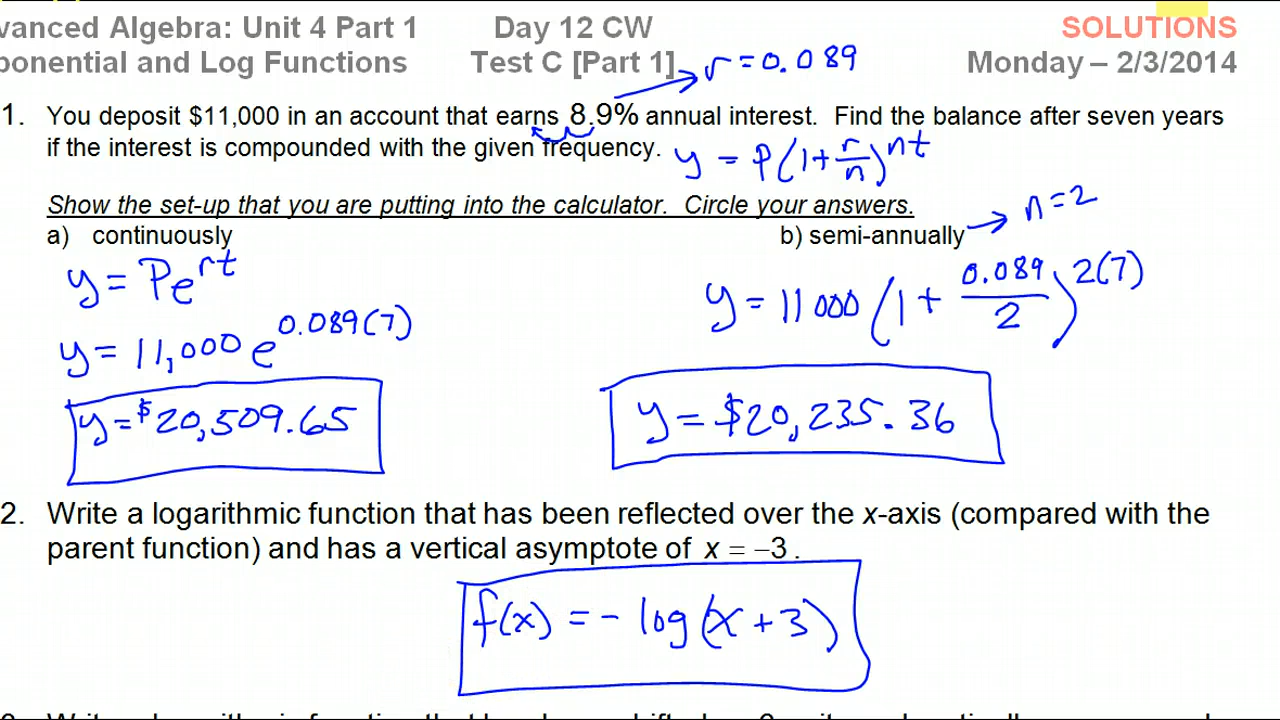 vanced Algebra: Unit 4 Part 1 Day 12 CW SOLUTIONS
ponential and Log Functions Test C [Part 1] Monday – 2/3/2014
r = 0.089
1. You deposit $11,000 in an account that earns 8.9% annual interest. Find the balance after seven years
if the interest is compounded with the given frequency.
y = P(1+r/n)^nt
Show the set-up that you are putting into the calculator. Circle your answers.
n=2
a) continuously b) semi-annually
y = Pe^rt
y = 11,000 e^0.089(7)
y = 11000 (1 + 0.089/2)^2(7)
y = $20,509.65
y = $20,235.36
2. Write a logarithmic function that has been reflected over the x-axis (compared with the
parent function) and has a vertical asymptote of x = −3.
f(x) = - log(x+3)